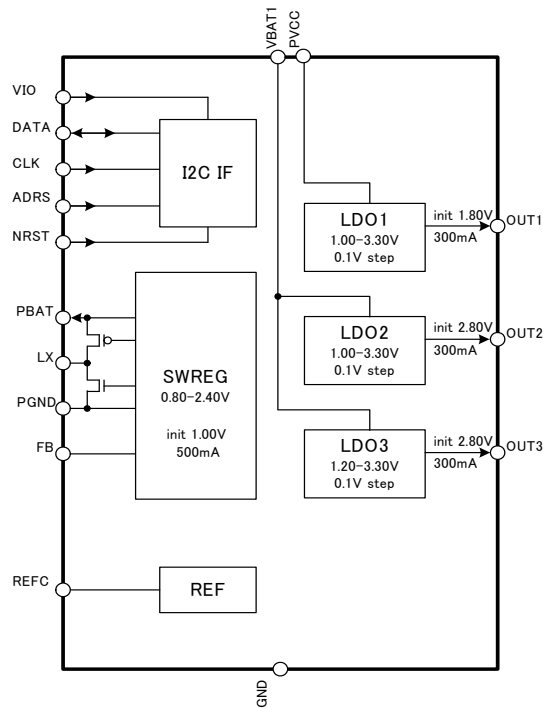 VBAT1
PVCC
VIO
DATA
CLK
ADRS
NRST
I2C IF
LDO1
1.00-3.30V
0.1V step
init 1.80V
300mA
OUT1
PBAT
LX
PGND
FB
SWREG
0.80-2.40V
init 1.00V
500mA
LDO2
1.00-3.30V
0.1V step
init 2.80V
300mA
OUT2
LDO3
1.20-3.30V
0.1V step
init 2.80V
300mA
OUT3
REFC
REF
GND